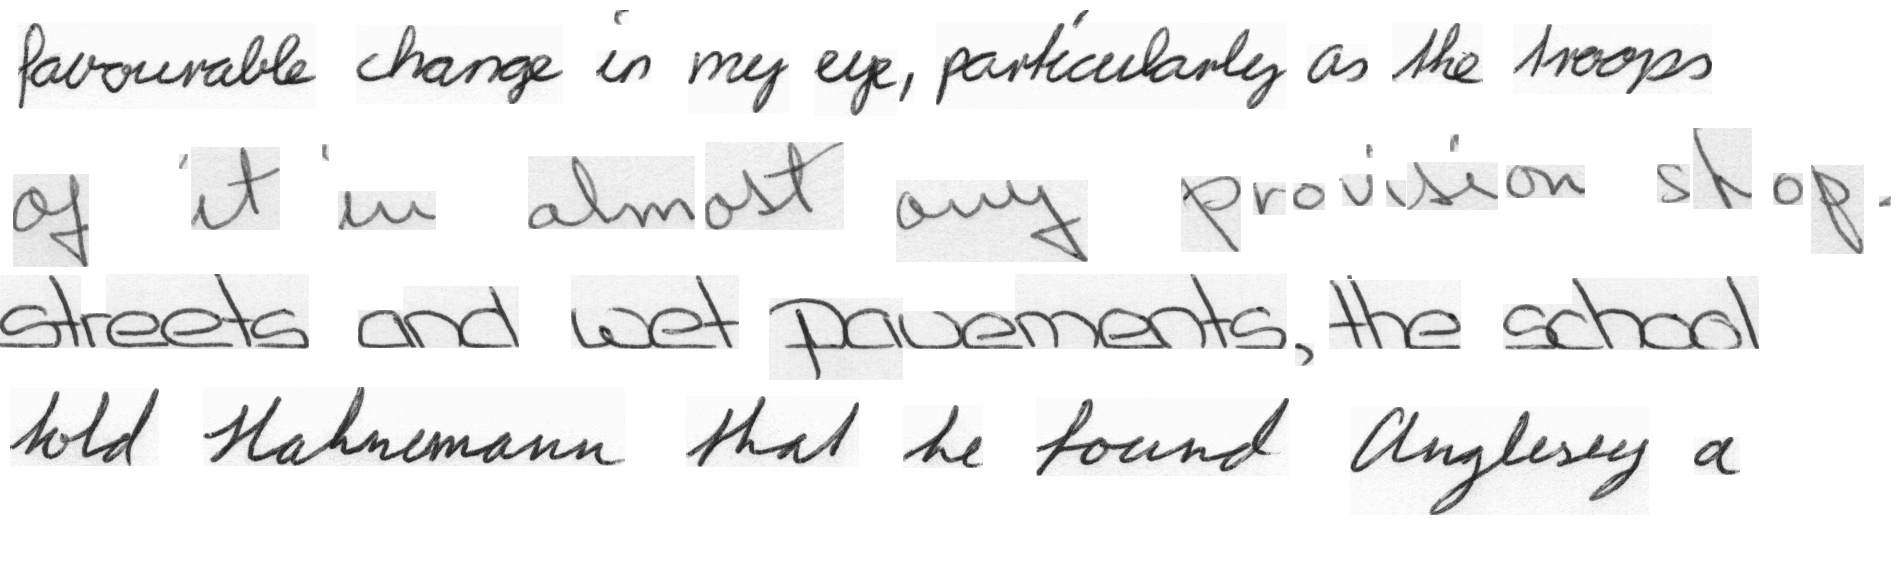 favourable change in my eye, particularly as the troops
of it in almost any provision shop.
streets and wet pavements, the school
told Hahnemann that he found Anglesey a